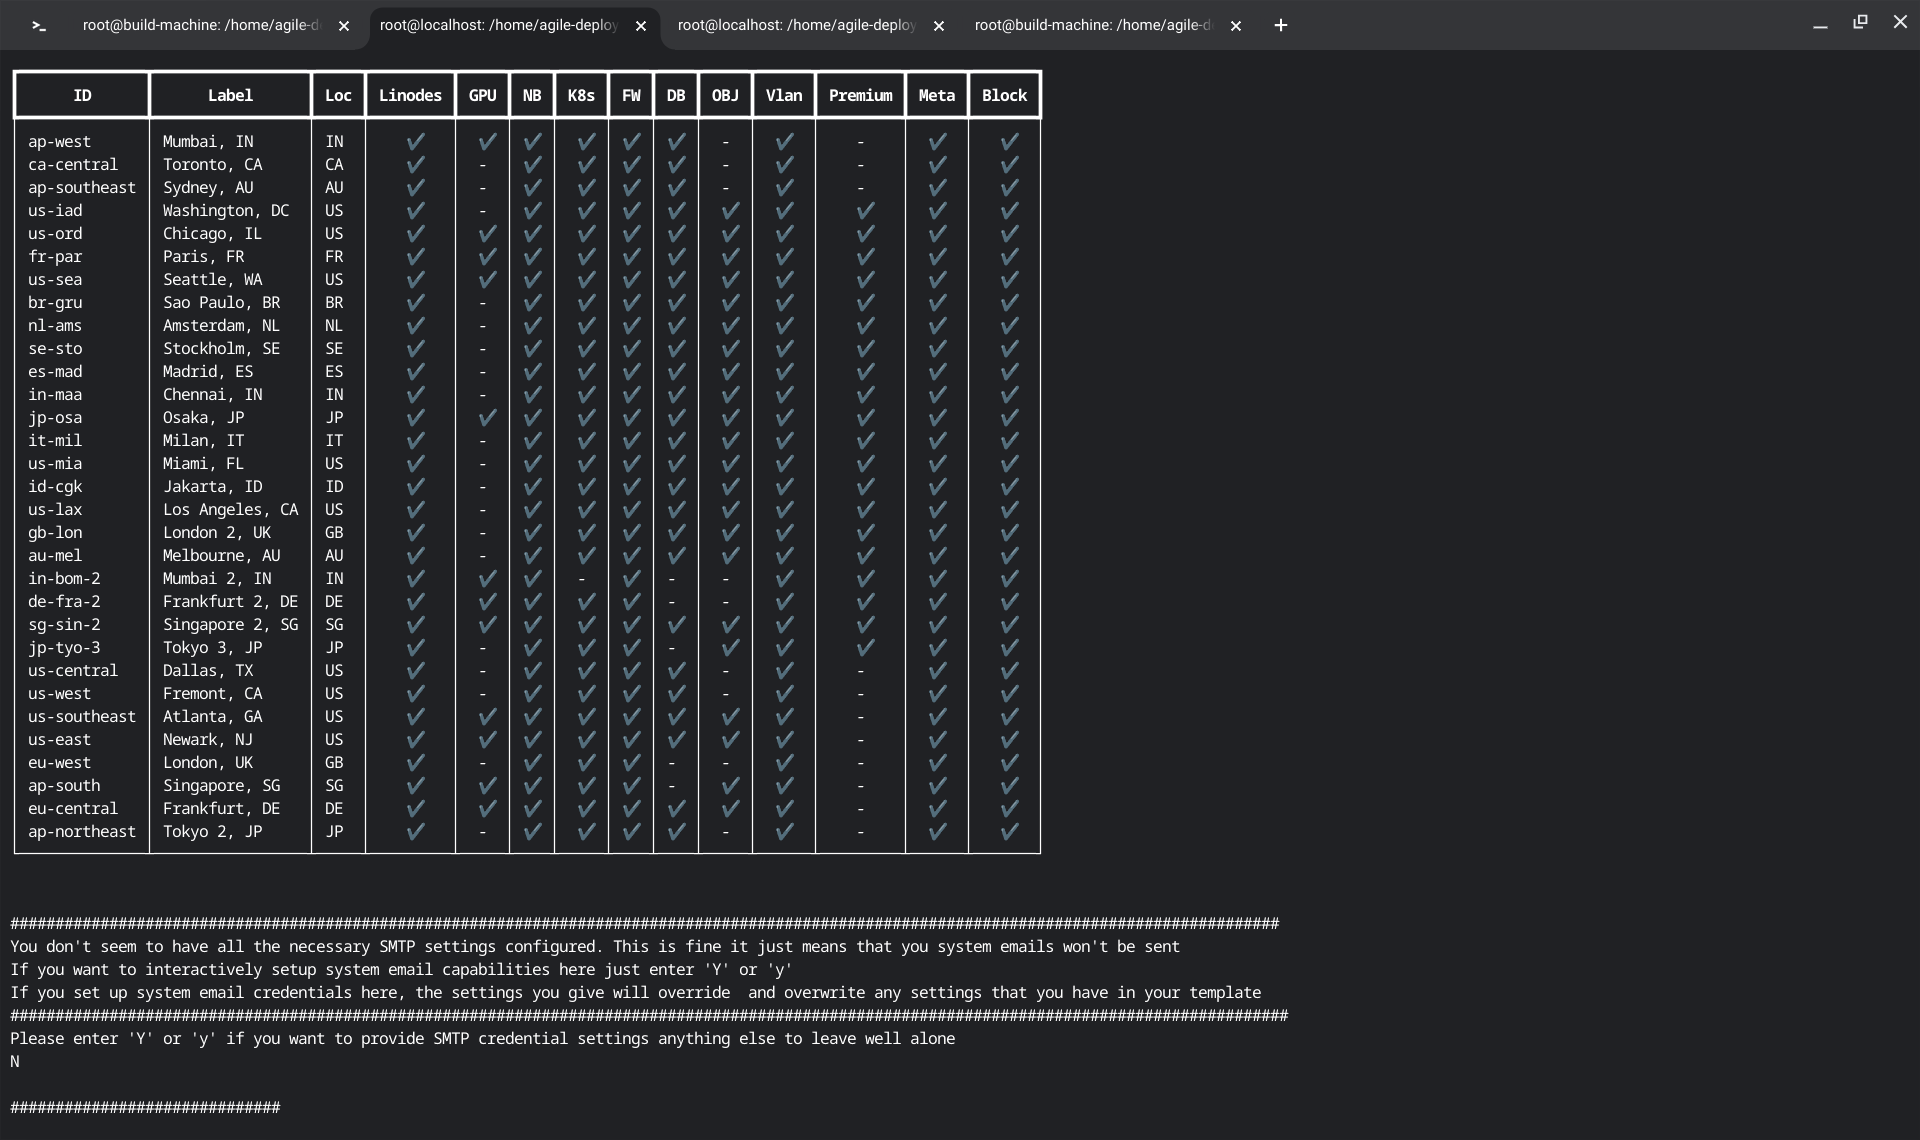 root@build-machine: /home/agile-d
root@localhost: /home/agile-deploy
root@localhost: /home/agile-deploy
root@build-machine: /home/agile-d
ID Label Loc Linodes GPU NB K8s FW DB OBJ Vlan Premium Meta Block
ap-west Mumbai, IN IN ✔ ✔ ✔ ✔ ✔ ✔ - ✔ - ✔ ✔
ca-central Toronto, CA CA ✔ - ✔ ✔ ✔ ✔ - ✔ - ✔ ✔
ap-southeast Sydney, AU AU ✔ - ✔ ✔ ✔ ✔ - ✔ - ✔ ✔
us-iad Washington, DC US ✔ - ✔ ✔ ✔ ✔ ✔ ✔ ✔ ✔ ✔
us-ord Chicago, IL US ✔ ✔ ✔ ✔ ✔ ✔ ✔ ✔ ✔ ✔ ✔
fr-par Paris, FR FR ✔ ✔ ✔ ✔ ✔ ✔ ✔ ✔ ✔ ✔ ✔
us-sea Seattle, WA US ✔ ✔ ✔ ✔ ✔ ✔ ✔ ✔ ✔ ✔ ✔
br-gru Sao Paulo, BR BR ✔ - ✔ ✔ ✔ ✔ ✔ ✔ ✔ ✔ ✔
nl-ams Amsterdam, NL NL ✔ - ✔ ✔ ✔ ✔ ✔ ✔ ✔ ✔ ✔
se-sto Stockholm, SE SE ✔ - ✔ ✔ ✔ ✔ ✔ ✔ ✔ ✔ ✔
es-mad Madrid, ES ES ✔ - ✔ ✔ ✔ ✔ ✔ ✔ ✔ ✔ ✔
in-maa Chennai, IN IN ✔ - ✔ ✔ ✔ ✔ ✔ ✔ ✔ ✔ ✔
jp-osa Osaka, JP JP ✔ ✔ ✔ ✔ ✔ ✔ ✔ ✔ ✔ ✔ ✔
it-mil Milan, IT IT ✔ - ✔ ✔ ✔ ✔ ✔ ✔ ✔ ✔ ✔
us-mia Miami, FL US ✔ - ✔ ✔ ✔ ✔ ✔ ✔ ✔ ✔ ✔
id-cgk Jakarta, ID ID ✔ - ✔ ✔ ✔ ✔ ✔ ✔ ✔ ✔ ✔
us-lax Los Angeles, CA US ✔ - ✔ ✔ ✔ ✔ ✔ ✔ ✔ ✔ ✔
gb-lon London 2, UK GB ✔ - ✔ ✔ ✔ ✔ ✔ ✔ ✔ ✔ ✔
au-mel Melbourne, AU AU ✔ - ✔ ✔ ✔ ✔ ✔ ✔ ✔ ✔ ✔
in-bom-2 Mumbai 2, IN IN ✔ ✔ ✔ - ✔ - - ✔ ✔ ✔ ✔
de-fra-2 Frankfurt 2, DE DE ✔ ✔ ✔ ✔ ✔ - - ✔ ✔ ✔ ✔
sg-sin-2 Singapore 2, SG SG ✔ ✔ ✔ ✔ ✔ ✔ ✔ ✔ ✔ ✔ ✔
jp-tyo-3 Tokyo 3, JP JP ✔ - ✔ ✔ ✔ - ✔ ✔ ✔ ✔ ✔
us-central Dallas, TX US ✔ - ✔ ✔ ✔ ✔ - ✔ - ✔ ✔
us-west Fremont, CA US ✔ - ✔ ✔ ✔ ✔ - ✔ - ✔ ✔
us-southeast Atlanta, GA US ✔ ✔ ✔ ✔ ✔ ✔ ✔ ✔ - ✔ ✔
us-east Newark, NJ US ✔ ✔ ✔ ✔ ✔ ✔ ✔ ✔ - ✔ ✔
eu-west London, UK GB ✔ - ✔ ✔ ✔ - - ✔ - ✔ ✔
ap-south Singapore, SG SG ✔ ✔ ✔ ✔ ✔ - ✔ ✔ - ✔ ✔
eu-central Frankfurt, DE DE ✔ ✔ ✔ ✔ ✔ ✔ ✔ ✔ - ✔ ✔
ap-northeast Tokyo 2, JP JP ✔ - ✔ ✔ ✔ ✔ - ✔ - ✔ ✔
#############################################################################################################################################
You don't seem to have all the necessary SMTP settings configured. This is fine it just means that you system emails won't be sent
If you want to interactively setup system email capabilities here just enter 'Y' or 'y'
If you set up system email credentials here, the settings you give will override  and overwrite any settings that you have in your template
##############################################################################################################################################
Please enter 'Y' or 'y' if you want to provide SMTP credential settings anything else to leave well alone
N
##############################